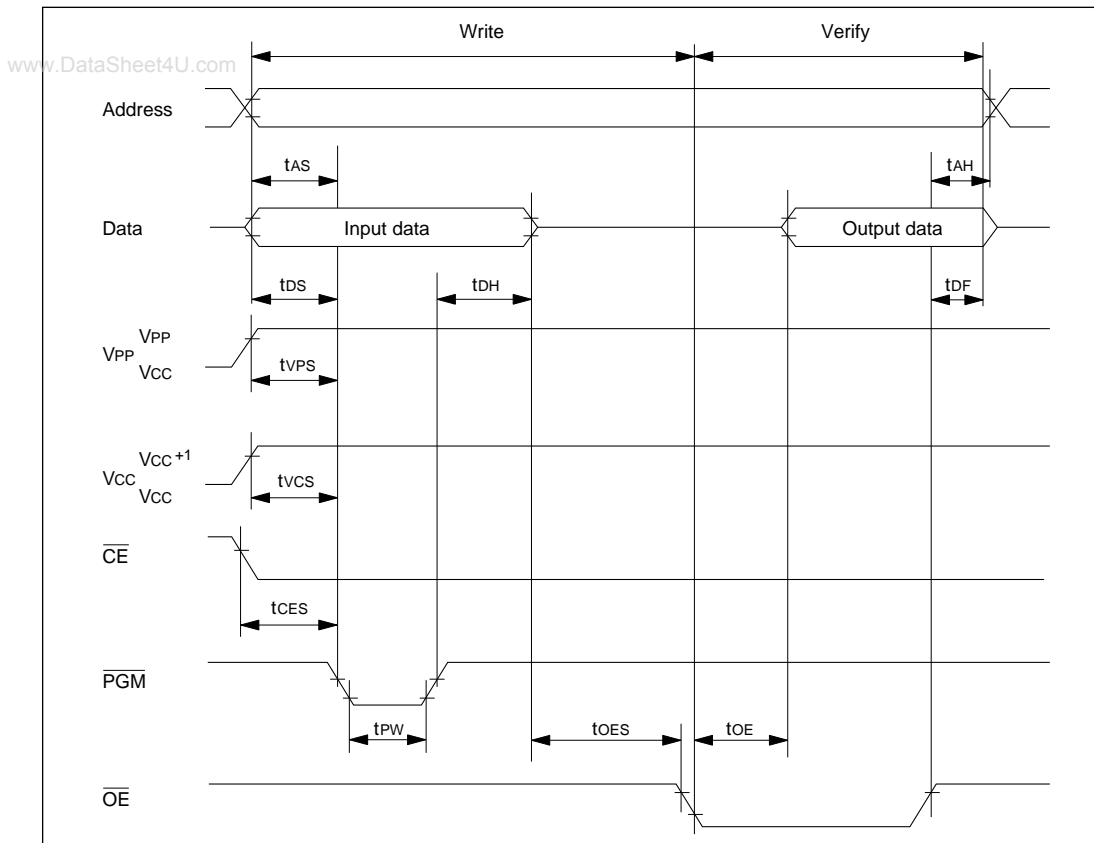 Write
Verify
www.DataSheet4U.com
Address
tAS
tAH
Data
Input data
Output data
tDS
tDH
tDF
VPP
VPP
VCC
tVPS
VCC
VCC+1
VCC
tVCS
CE
tCES
PGM
tPW
tOES
tOE
OE